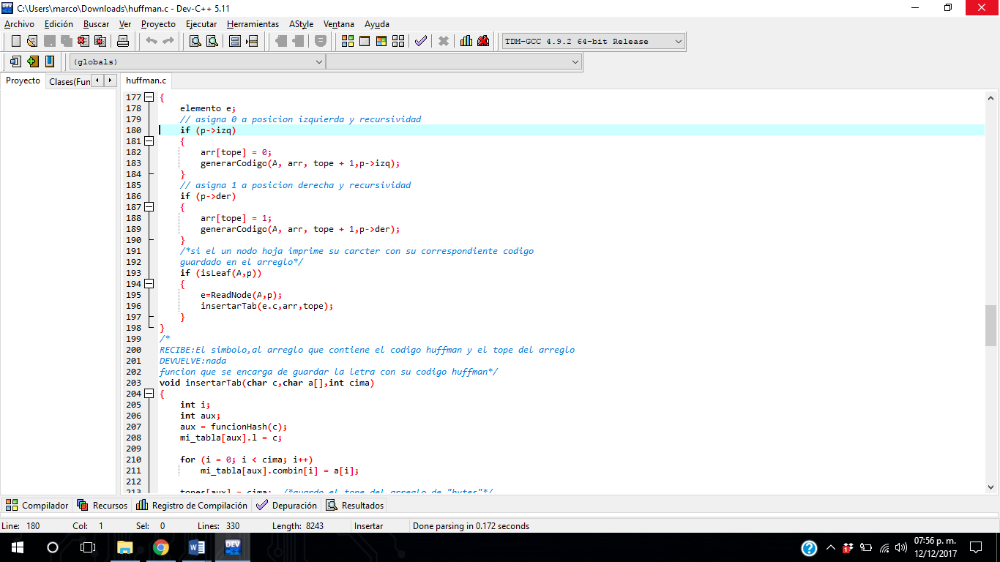 C:\Users\marco\Downloads\huffman.c - Dev-C++ 5.11
Archivo Edición Buscar Ver Proyecto Ejecutar Herramientas AStyle Ventana Ayuda
TDM-GCC 4.9.2 64-bit Release
(globals)
Proyecto Clases(Fun huffman.c
177 {
178 elemento e;
179 // asigna 0 a posicion izquierda y recursividad
180 if (p->izq)
181 {
182 arr[tope] = 0;
183 generarCodigo(A, arr, tope + 1,p->izq);
184 }
185 // asigna 1 a posicion derecha y recursividad
186 if (p->der)
187 {
188 arr[tope] = 1;
189 generarCodigo(A, arr, tope + 1,p->der);
190 }
191 /*si el un nodo hoja imprime su carcter con su correspondiente codigo
192 guardado en el arreglo*/
193 if (isLeaf(A,p))
194 {
195 e=ReadNode(A,p);
196 insertarTab(e.c,arr,tope);
197 }
198 }
199 /*
200 RECIBE:El simbolo,al arreglo que contiene el codigo huffman y el tope del arreglo
201 DEVUELVE:nada
202 funcion que se encarga de guardar la letra con su codigo huffman*/
203 void insertarTab(char c,char a[],int cima)
204 {
205 int i;
206 int aux;
207 aux = funcionHash(c);
208 mi_tabla[aux].l = c;
209
210 for (i = 0; i < cima; i++)
211 mi_tabla[aux].combin[i] = a[i];
212
213 topes[aux] = cima; /*guardo el tope del arreglo de "bytes"*/
Compilador Recursos Registro de Compilación Depuración Resultados
Line: 180 Col: 1 Sel: 0 Lines: 330 Length: 8243 Insertar Done parsing in 0.172 seconds
07:56 p. m.
12/12/2017